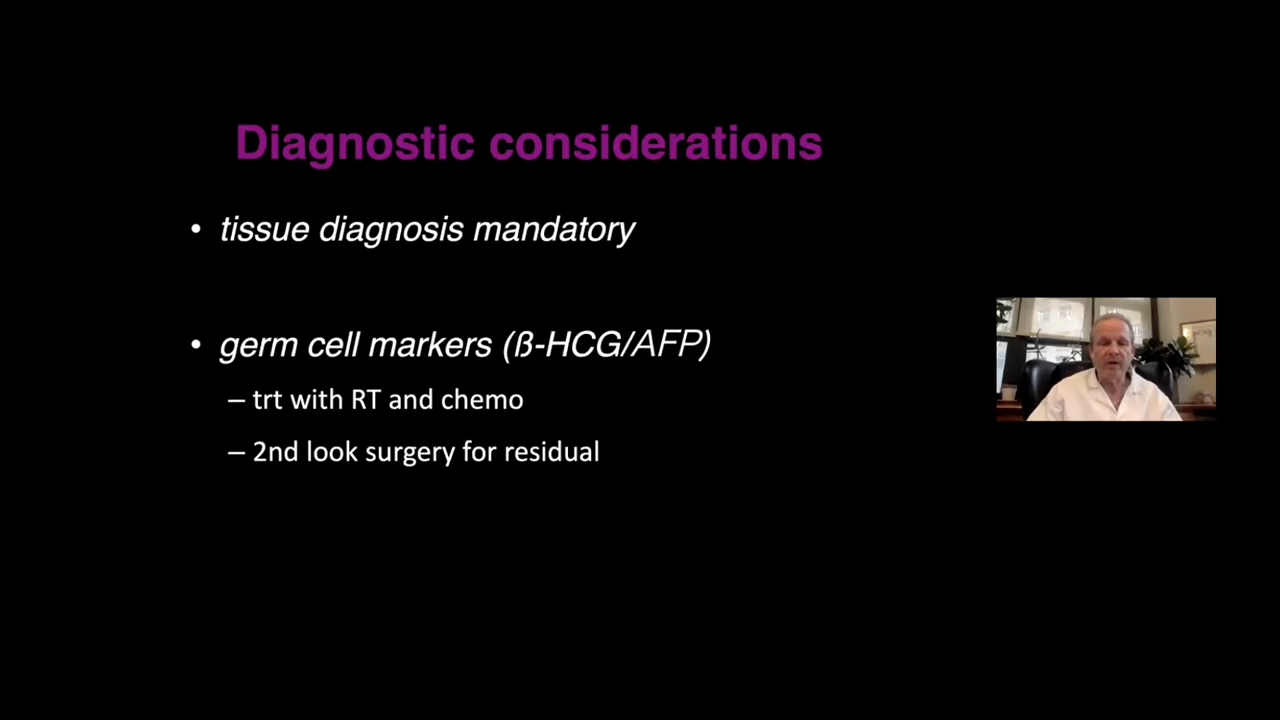 Diagnostic considerations
• tissue diagnosis mandatory
• germ cell markers (ß-HCG/AFP)
– trt with RT and chemo
– 2nd look surgery for residual